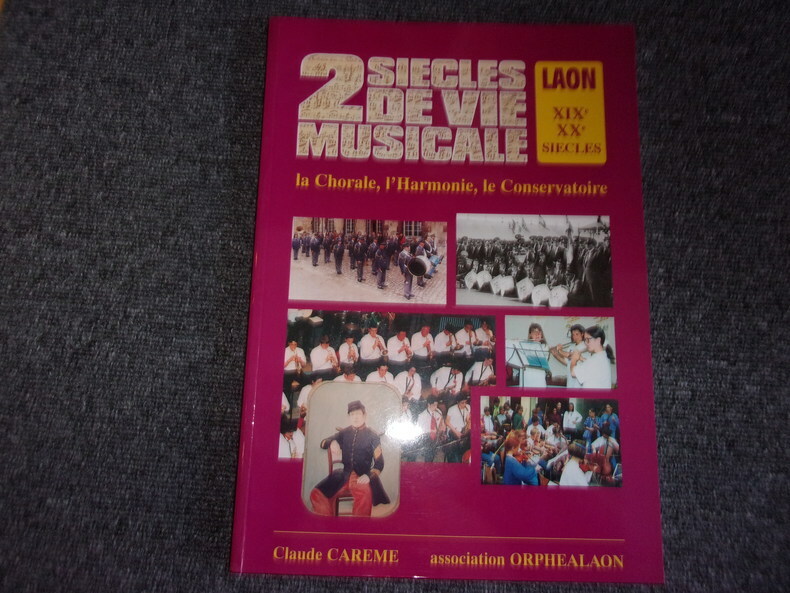 2 SIECLES
DE VIE
MUSICALE
LAON
XIXe
XXe
SIECLES
la Chorale, l'Harmonie, le Conservatoire
Claude CAREME association ORPHEALAON